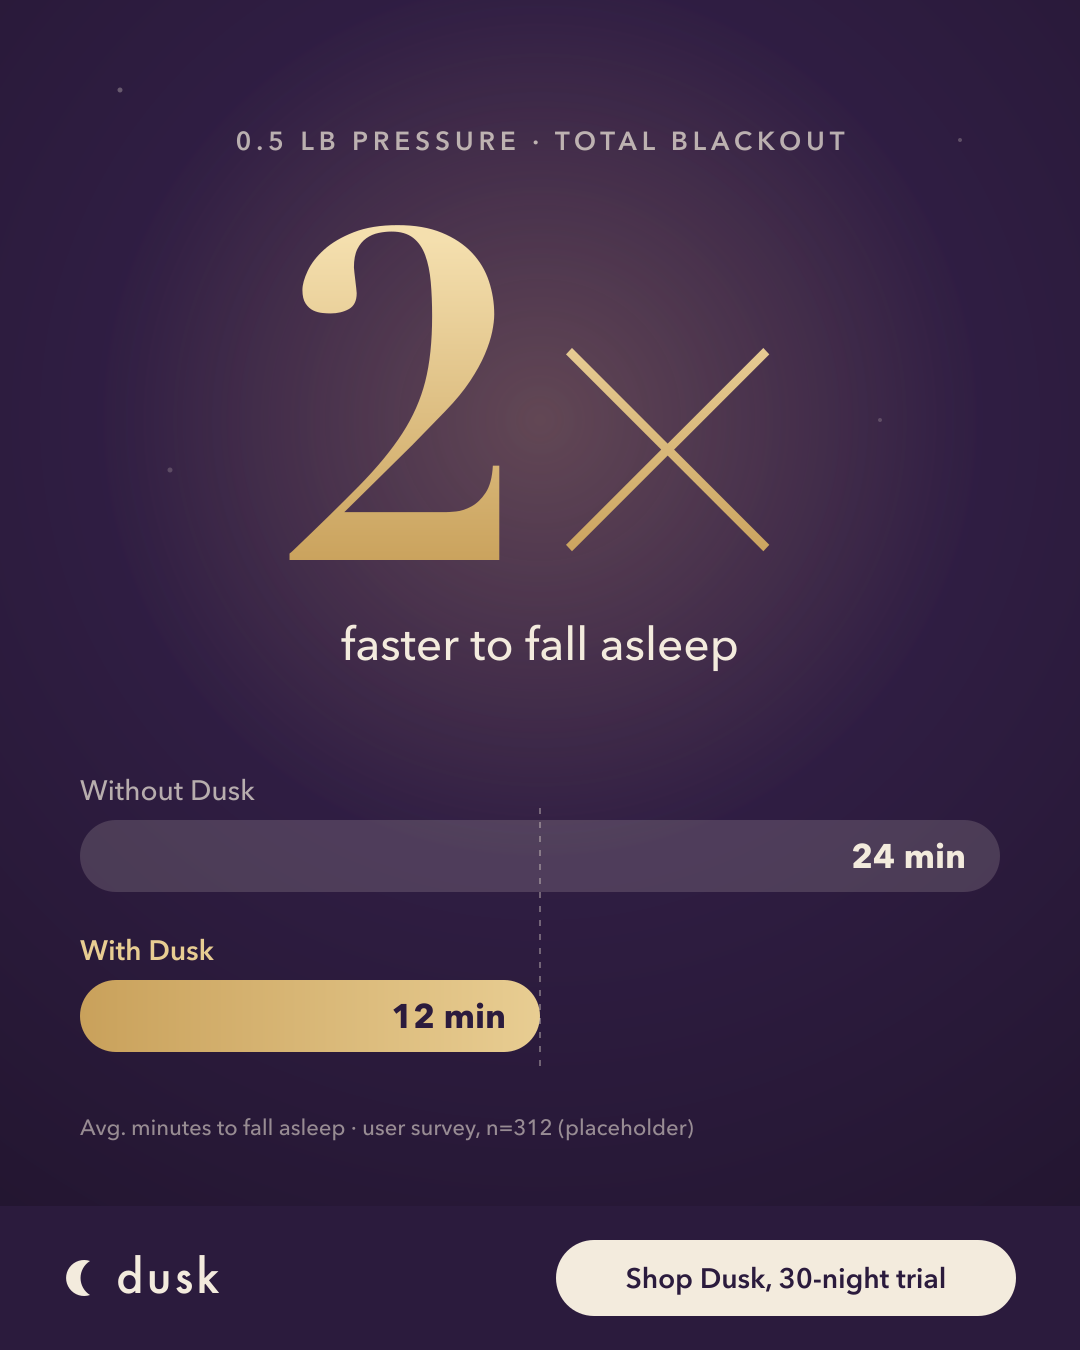 0.5 LB PRESSURE · TOTAL BLACKOUT
2×
faster to fall asleep
Without Dusk
24 min
With Dusk
12 min
Avg. minutes to fall asleep · user survey, n=312 (placeholder)
dusk
Shop Dusk, 30-night trial